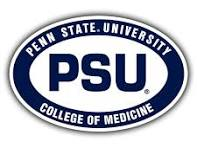 PENN STATE UNIVERSITY
PSU®
COLLEGE OF MEDICINE